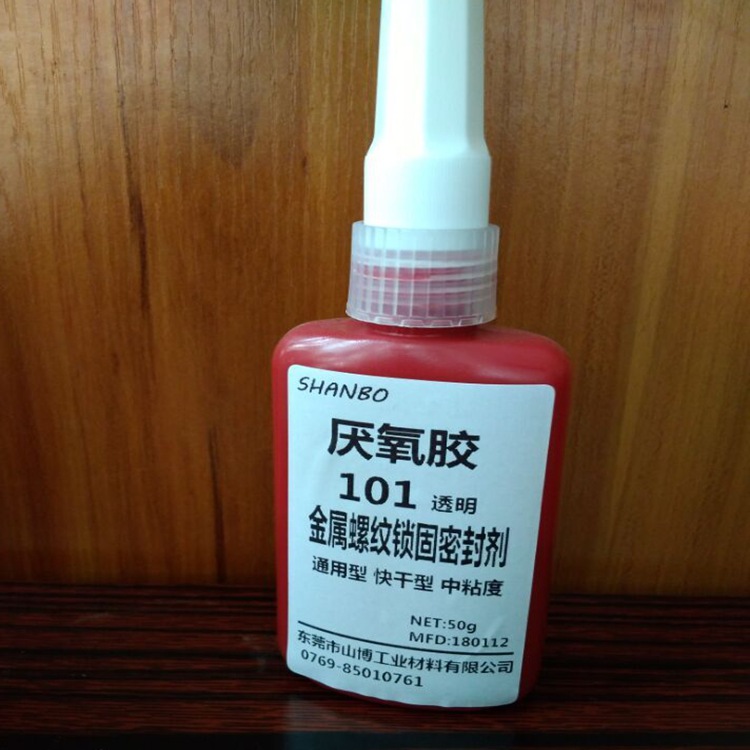 SHANBO
厌氧胶
101 透明
金属螺纹锁固密封剂
通用型 快干型 中粘度
NET:50g
MFD:180112
东莞市山博工业材料有限公司
0769-85010761